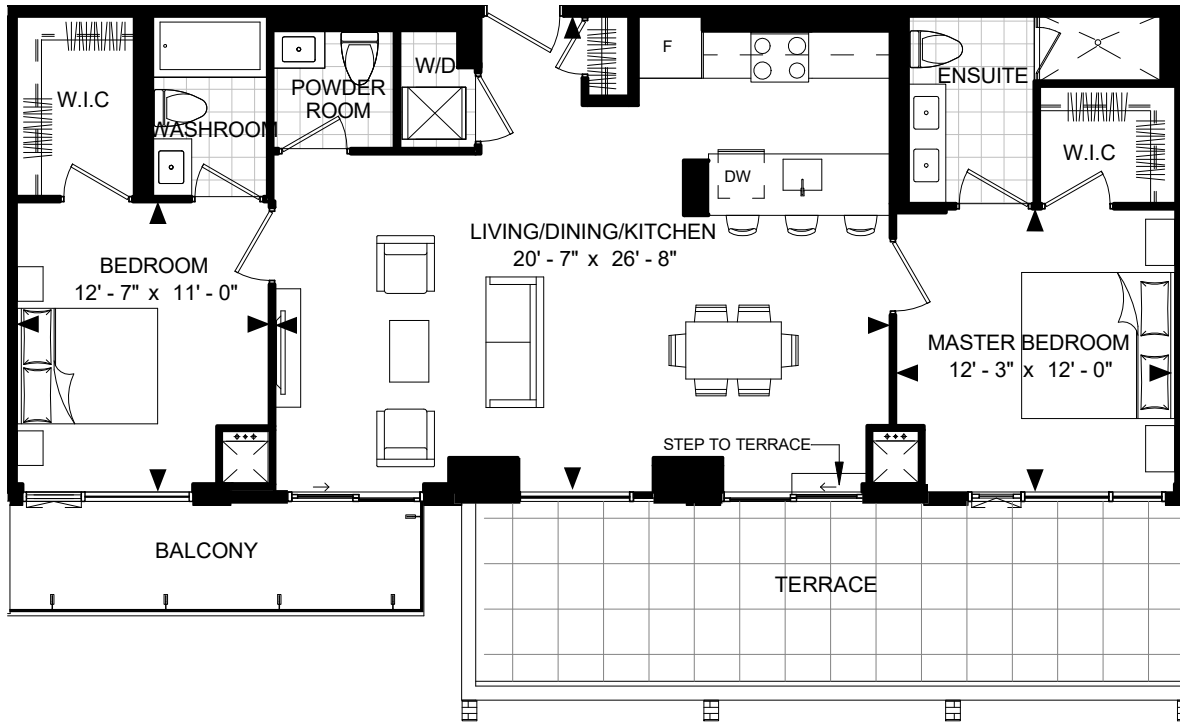 W.I.C
WASHROOM
POWDER
ROOM
W/D
F
ENSUITE
W.I.C
DW
LIVING/DINING/KITCHEN
20' - 7" x 26' - 8"
BEDROOM
12' - 7" x 11' - 0"
MASTER BEDROOM
12' - 3" x 12' - 0"
STEP TO TERRACE
BALCONY
TERRACE